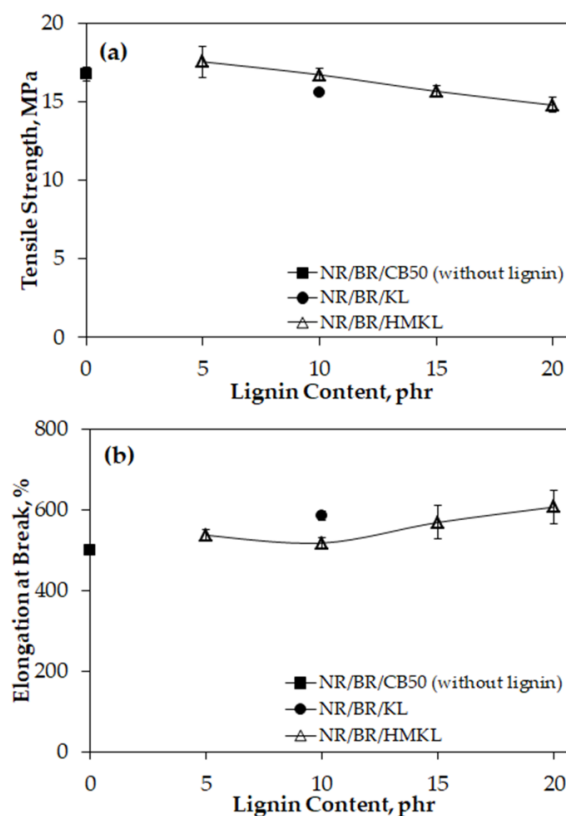 (a)
Tensile Strength, MPa
20
15
10
5
0
NR/BR/CB50 (without lignin)
NR/BR/KL
NR/BR/HMKL
0 5 10 15 20
Lignin Content, phr
(b)
Elongation at Break, %
800
600
400
200
0
NR/BR/CB50 (without lignin)
NR/BR/KL
NR/BR/HMKL
0 5 10 15 20
Lignin Content, phr